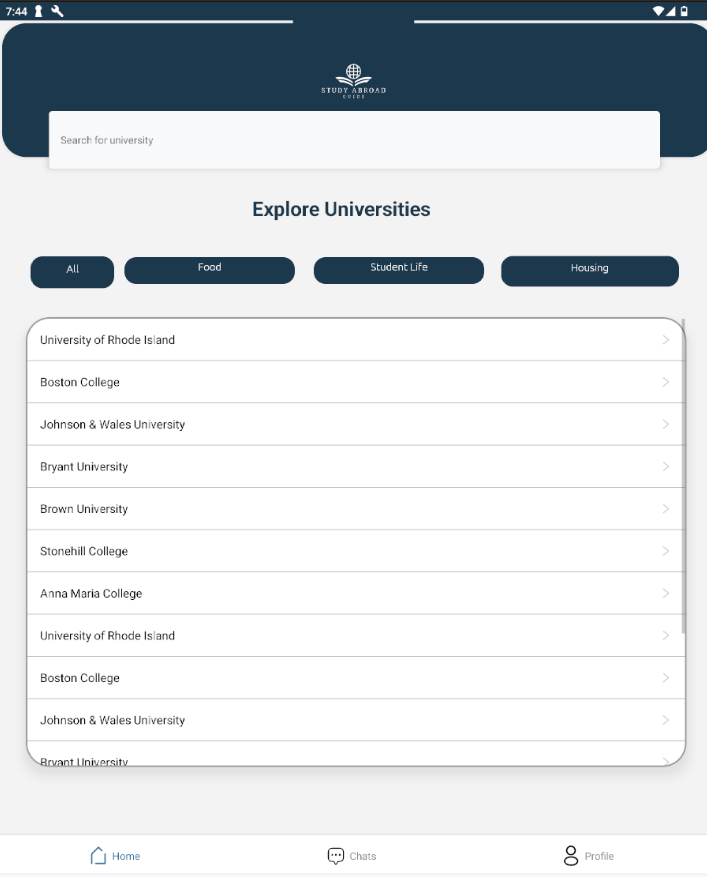 7:44
STUDY ABROAD
GUIDE
Search for university
Explore Universities
All
Food
Student Life
Housing
University of Rhode Island
Boston College
Johnson & Wales University
Bryant University
Brown University
Stonehill College
Anna Maria College
University of Rhode Island
Boston College
Johnson & Wales University
Bryant University
Home
Chats
Profile